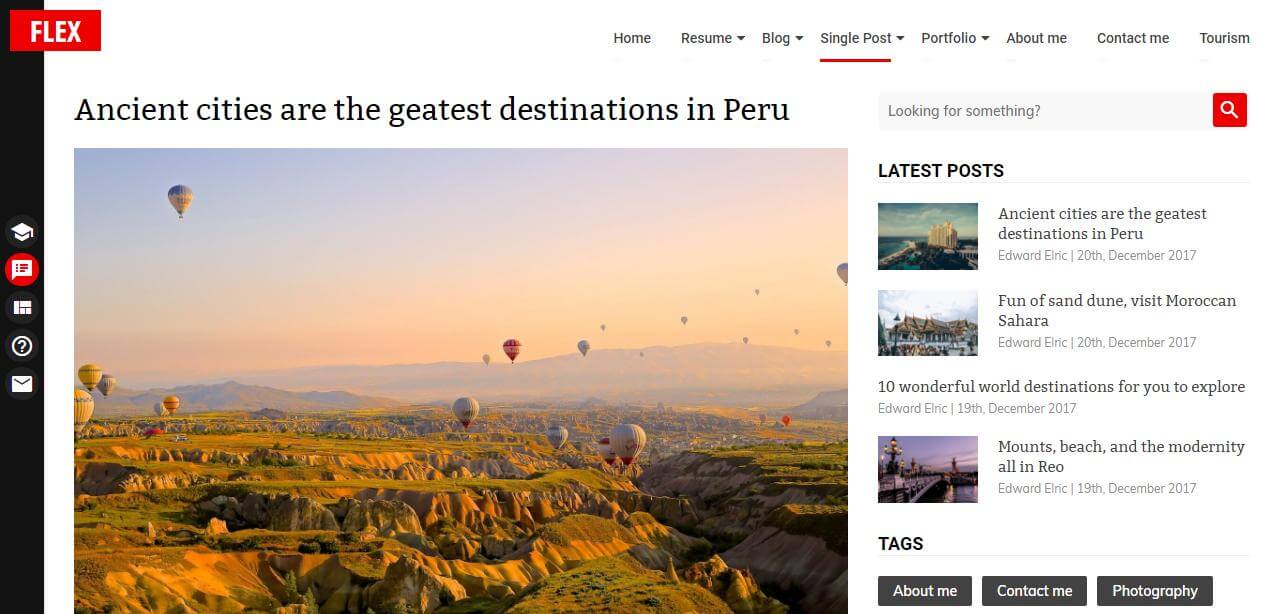 FLEX
Home Resume Blog Single Post Portfolio About me Contact me Tourism
Ancient cities are the geatest destinations in Peru
Looking for something?
LATEST POSTS
Ancient cities are the geatest
destinations in Peru
Edward Elric | 20th, December 2017
Fun of sand dune, visit Moroccan
Sahara
Edward Elric | 20th, December 2017
10 wonderful world destinations for you to explore
Edward Elric | 19th, December 2017
Mounts, beach, and the modernity
all in Reo
Edward Elric | 19th, December 2017
TAGS
About me Contact me Photography